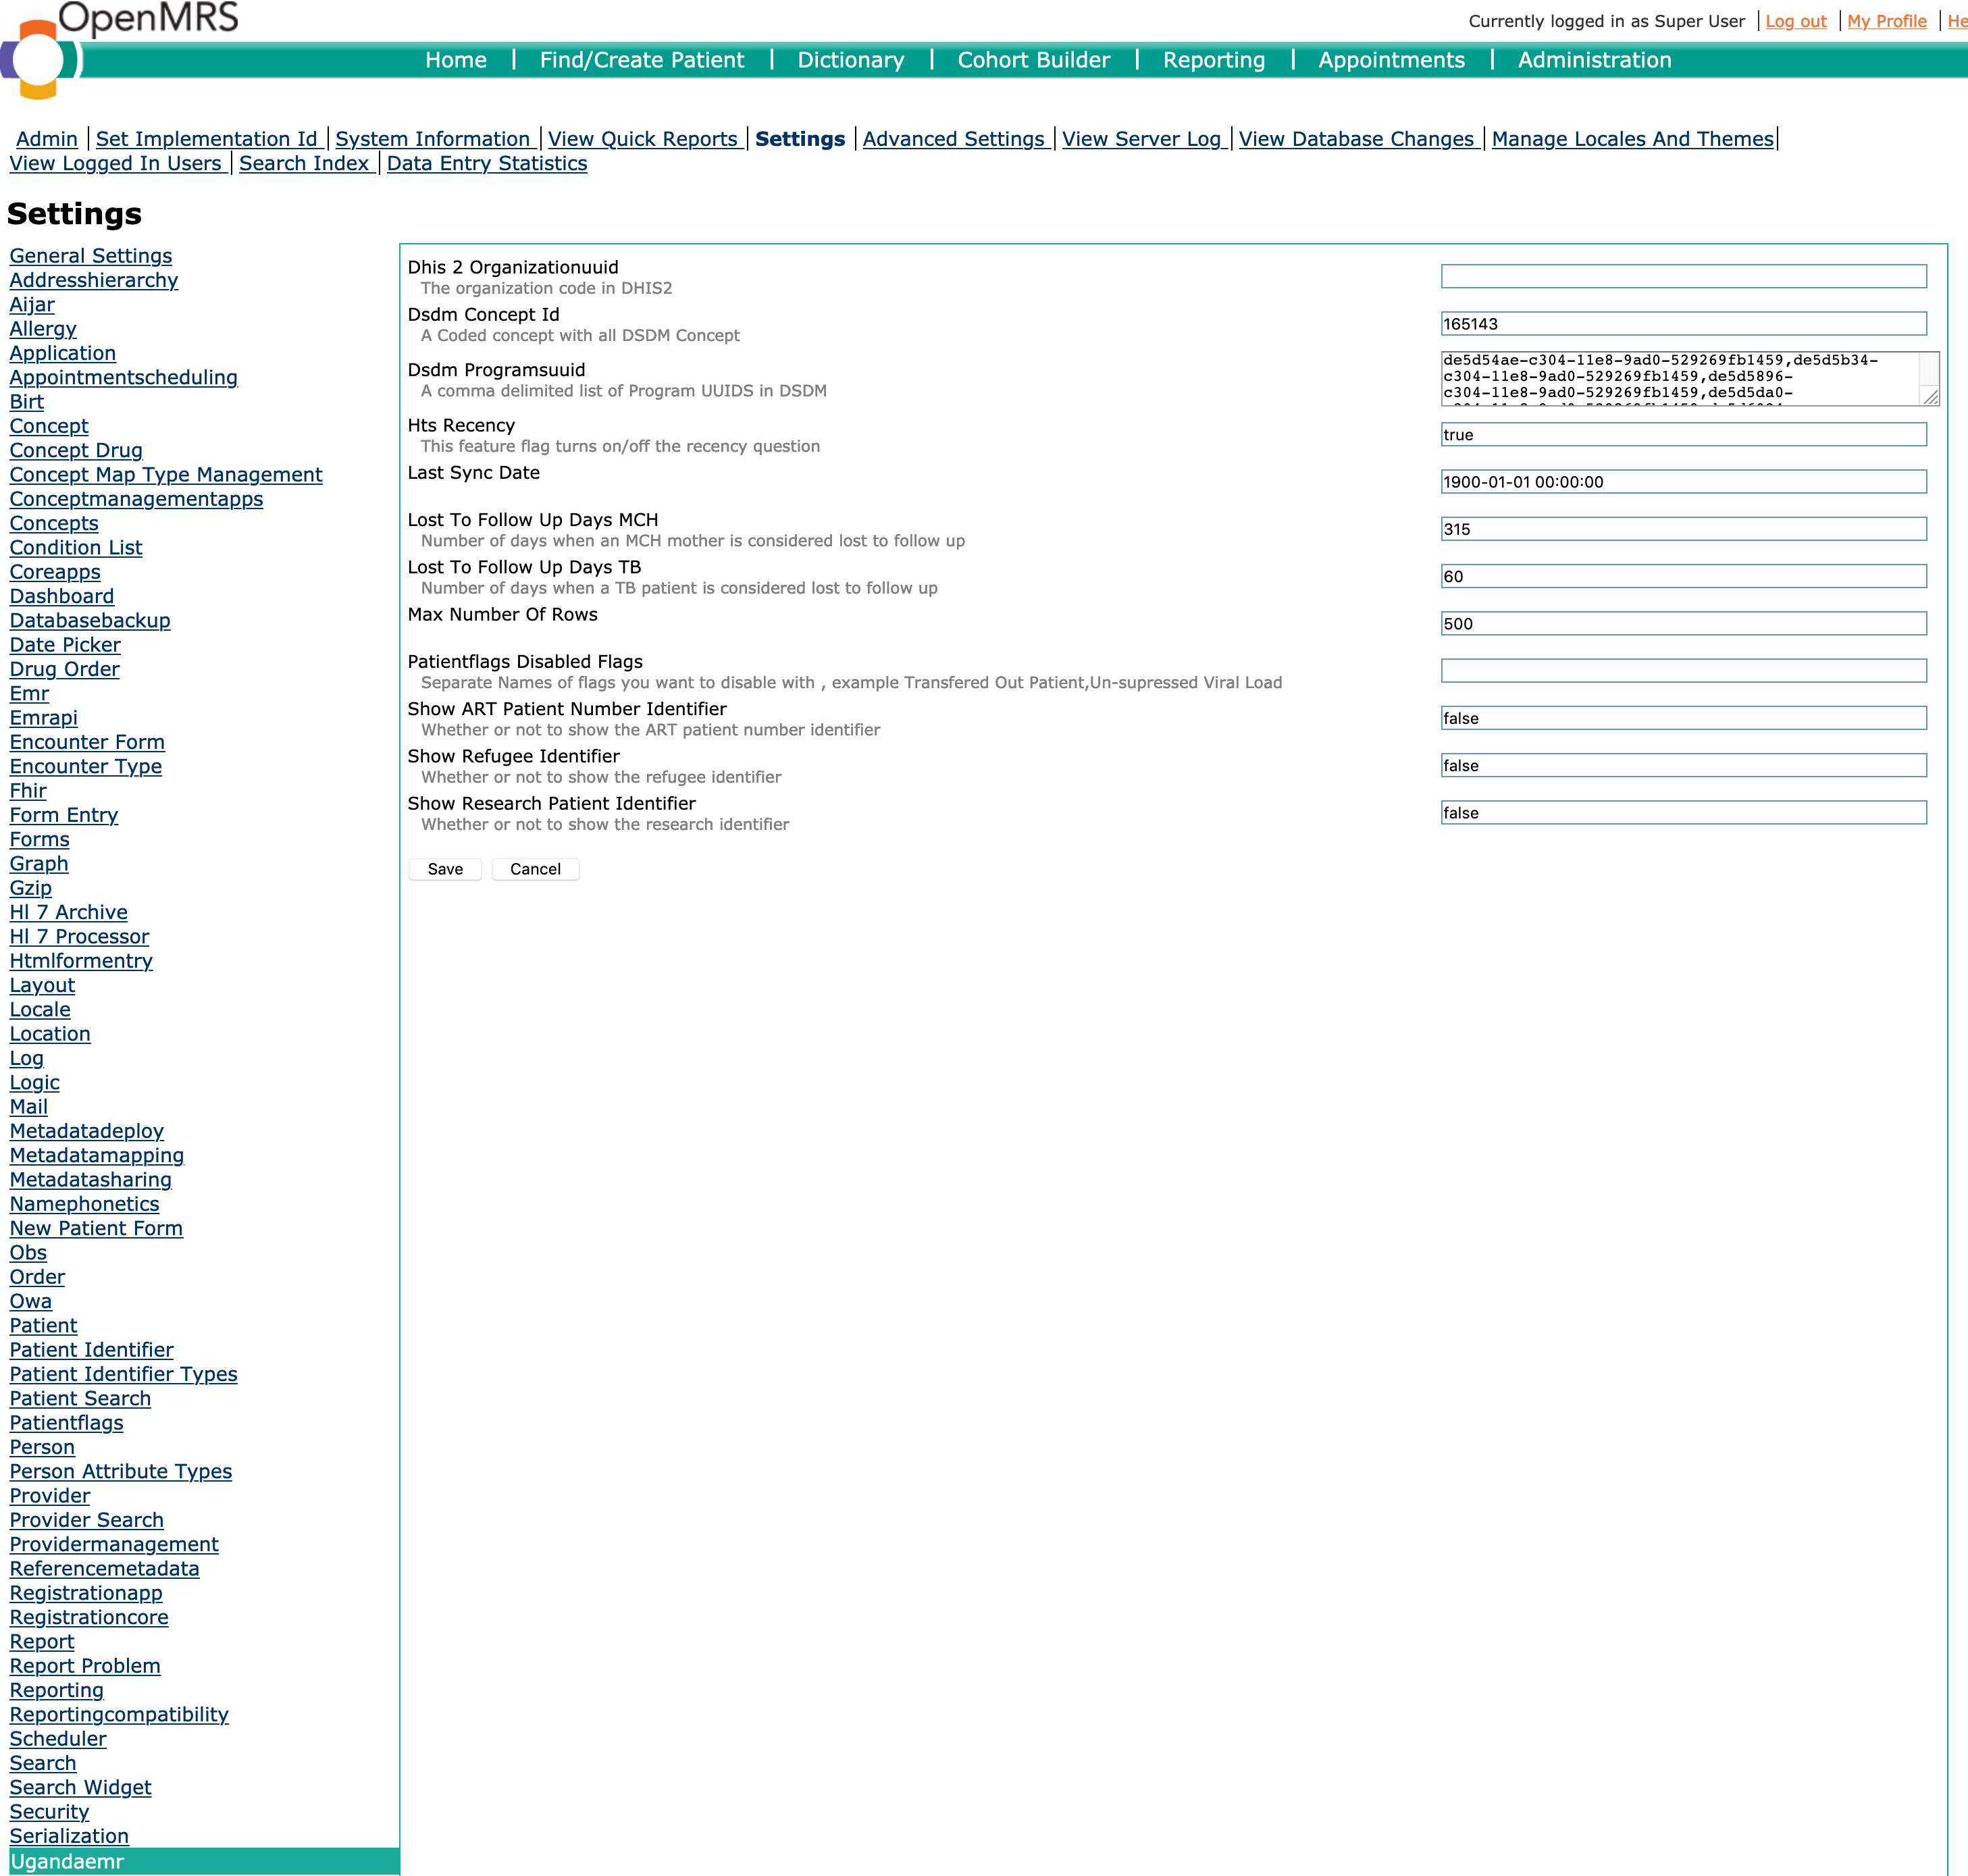 OpenMRS
Currently logged in as Super User | Log out | My Profile | He
Home | Find/Create Patient | Dictionary | Cohort Builder | Reporting | Appointments | Administration
Admin | Set Implementation Id | System Information | View Quick Reports | Settings | Advanced Settings | View Server Log | View Database Changes | Manage Locales And Themes |
View Logged In Users | Search Index | Data Entry Statistics
Settings
General Settings
Addresshierarchy
Aijar
Allergy
Application
Appointmentscheduling
Birt
Concept
Concept Drug
Concept Map Type Management
Conceptmanagementapps
Concepts
Condition List
Coreapps
Dashboard
Databasebackup
Date Picker
Drug Order
Emr
Emrapi
Encounter Form
Encounter Type
Fhir
Form Entry
Forms
Graph
Gzip
Hl 7 Archive
Hl 7 Processor
Htmlformentry
Layout
Locale
Location
Log
Logic
Mail
Metadatadeploy
Metadatamapping
Metadatasharing
Namephonetics
New Patient Form
Obs
Order
Owa
Patient
Patient Identifier
Patient Identifier Types
Patient Search
Patientflags
Person
Person Attribute Types
Provider
Provider Search
Providermanagement
Referencemetadata
Registrationapp
Registrationcore
Report
Report Problem
Reporting
Reportingcompatibility
Scheduler
Search
Search Widget
Security
Serialization
Ugandaemr
Dhis 2 Organizationuuid
The organization code in DHIS2
Dsdm Concept Id
A Coded concept with all DSDM Concept
165143
Dsdm Programsuuid
A comma delimited list of Program UUIDS in DSDM
de5d54ae-c304-11e8-9ad0-529269fb1459,de5d5b34-
c304-11e8-9ad0-529269fb1459,de5d5896-
c304-11e8-9ad0-529269fb1459,de5d5da0-
Hts Recency
This feature flag turns on/off the recency question
true
Last Sync Date
1900-01-01 00:00:00
Lost To Follow Up Days MCH
Number of days when an MCH mother is considered lost to follow up
315
Lost To Follow Up Days TB
Number of days when a TB patient is considered lost to follow up
60
Max Number Of Rows
500
Patientflags Disabled Flags
Separate Names of flags you want to disable with , example Transfered Out Patient,Un-supressed Viral Load
Show ART Patient Number Identifier
Whether or not to show the ART patient number identifier
false
Show Refugee Identifier
Whether or not to show the refugee identifier
false
Show Research Patient Identifier
Whether or not to show the research identifier
false
Save Cancel